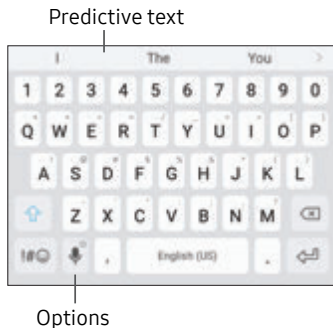 Predictive text
I The You >
1 2 3 4 5 6 7 8 9 0
Q W E R T Y U I O P
A S D F G H J K L
Z X C V B N M
!#☺ , English (US) .
Options